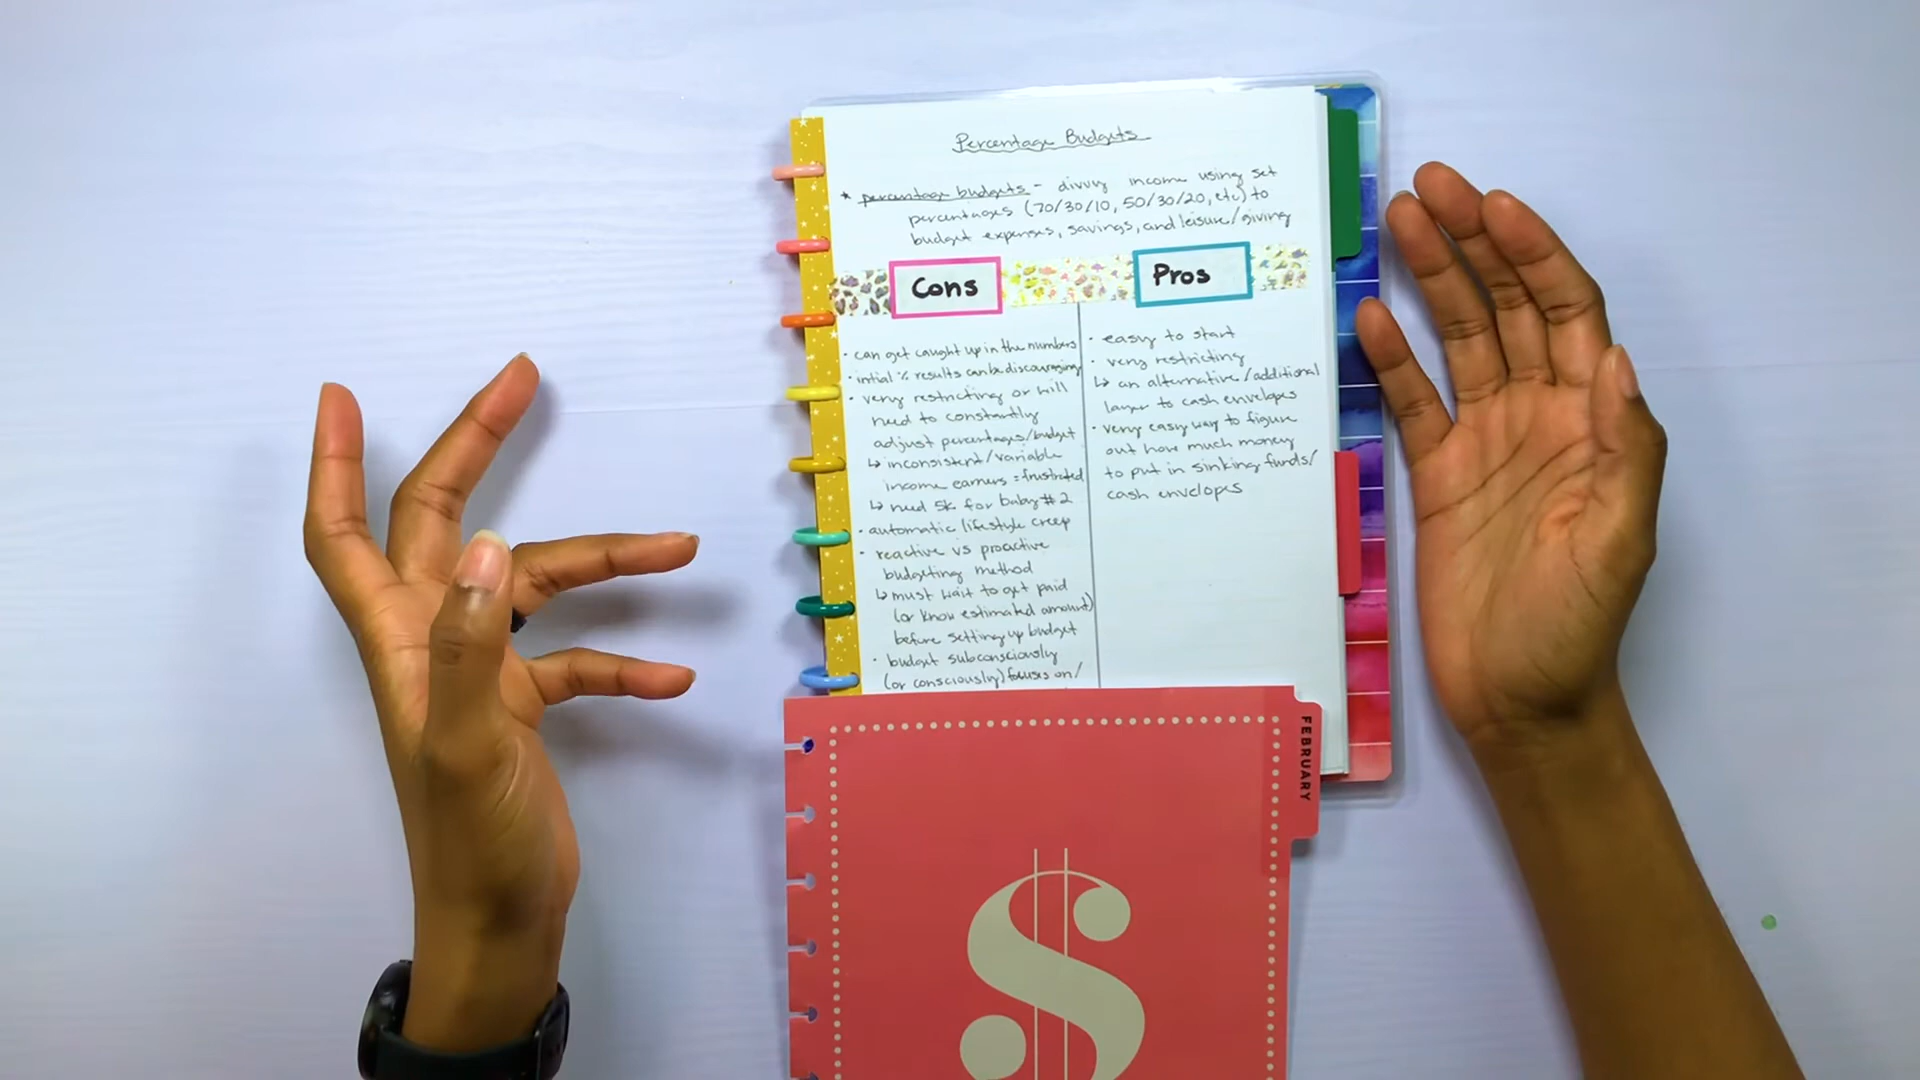 Percentage Budgets
* percentage budgets - divvy income using set
percentages (70/30/10, 50/30/20, etc) to
budget expenses, savings, and leisure/giving
Cons
· can get caught up in the numbers
· intial % results can be discouraging
· very restricting or will
need to constantly
adjust percentages/budget
↳ inconsistent/variable
income earners = frustrated
↳ need 5k for baby #2
· automatic lifestyle creep
· reactive vs proactive
budgeting method
↳ must wait to get paid
(or know estimated amount)
before setting up budget
· budget subconsciously
(or consciously) focuses on/
Pros
· easy to start
· very restricting
↳ an alternative/additional
layer to cash envelopes
· very easy way to figure
out how much money
to put in sinking funds/
cash envelopes
FEBRUARY
$